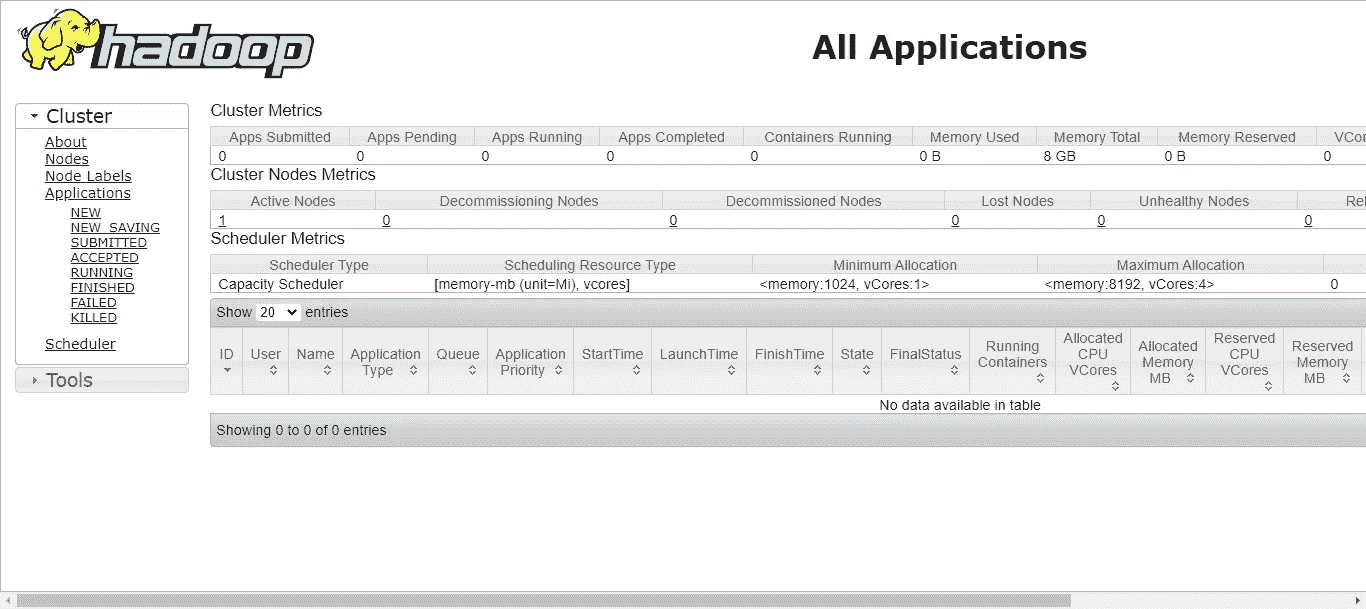 hadoop
All Applications
Cluster
About
Nodes
Node Labels
Applications
NEW
NEW_SAVING
SUBMITTED
ACCEPTED
RUNNING
FINISHED
FAILED
KILLED
Scheduler
Tools
Cluster Metrics
Apps Submitted Apps Pending Apps Running Apps Completed Containers Running Memory Used Memory Total Memory Reserved VCor
0 0 0 0 0 0 B 8 GB 0 B 0
Cluster Nodes Metrics
Active Nodes Decommissioning Nodes Decommissioned Nodes Lost Nodes Unhealthy Nodes Rel
1 0 0 0 0 0
Scheduler Metrics
Scheduler Type Scheduling Resource Type Minimum Allocation Maximum Allocation
Capacity Scheduler [memory-mb (unit=Mi), vcores] <memory:1024, vCores:1> <memory:8192, vCores:4> 0
Show 20 entries
ID User Name Application Type Queue Application Priority StartTime LaunchTime FinishTime State FinalStatus Running Containers Allocated CPU VCores Allocated Memory MB Reserved CPU VCores Reserved Memory MB
No data available in table
Showing 0 to 0 of 0 entries